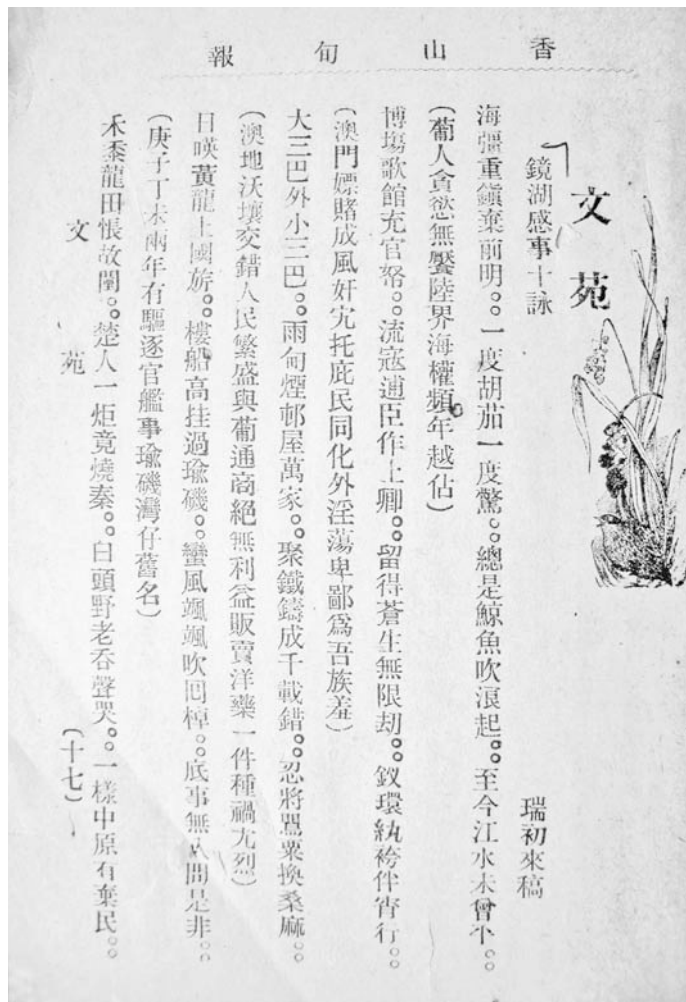 香山旬報
文苑
鏡湖感事十詠 瑞初來稿
海彊重鎮棄前明。。一度胡茄一度驚。。總是鯨魚吹浪起。。至今江水未曾平。。
(葡人貪慾無饜陸界海權頻年越佔)
博塲歌館充官帑。。流寇逋臣作上卿。。留得蒼生無限劫。。釵環紈袴伴宵行。。
(澳門嫖賭成風奸宄托庇民同化外淫蕩卑鄙爲吾族羞)
大三巴外小三巴。。雨甸煙邨屋萬家。。聚鐵鑄成千載錯。。忍將罵粟換桑麻。。
(澳地沃壤交錯人民繁盛與葡通商絕無利益販賣洋藥一件種禍尤烈)
日暎黃龍上國旂。。樓船高挂過瑜磯。。蠻風颯颯吹囘棹。。底事無人問是非。。
(庚子丁未兩年有驅逐官艦事瑜磯灣仔舊名)
禾黍龍田悵故闉。。楚人一炬竟燒秦。。白頭野老吞聲哭。。一樣中原有棄民。。
文苑 (十七)